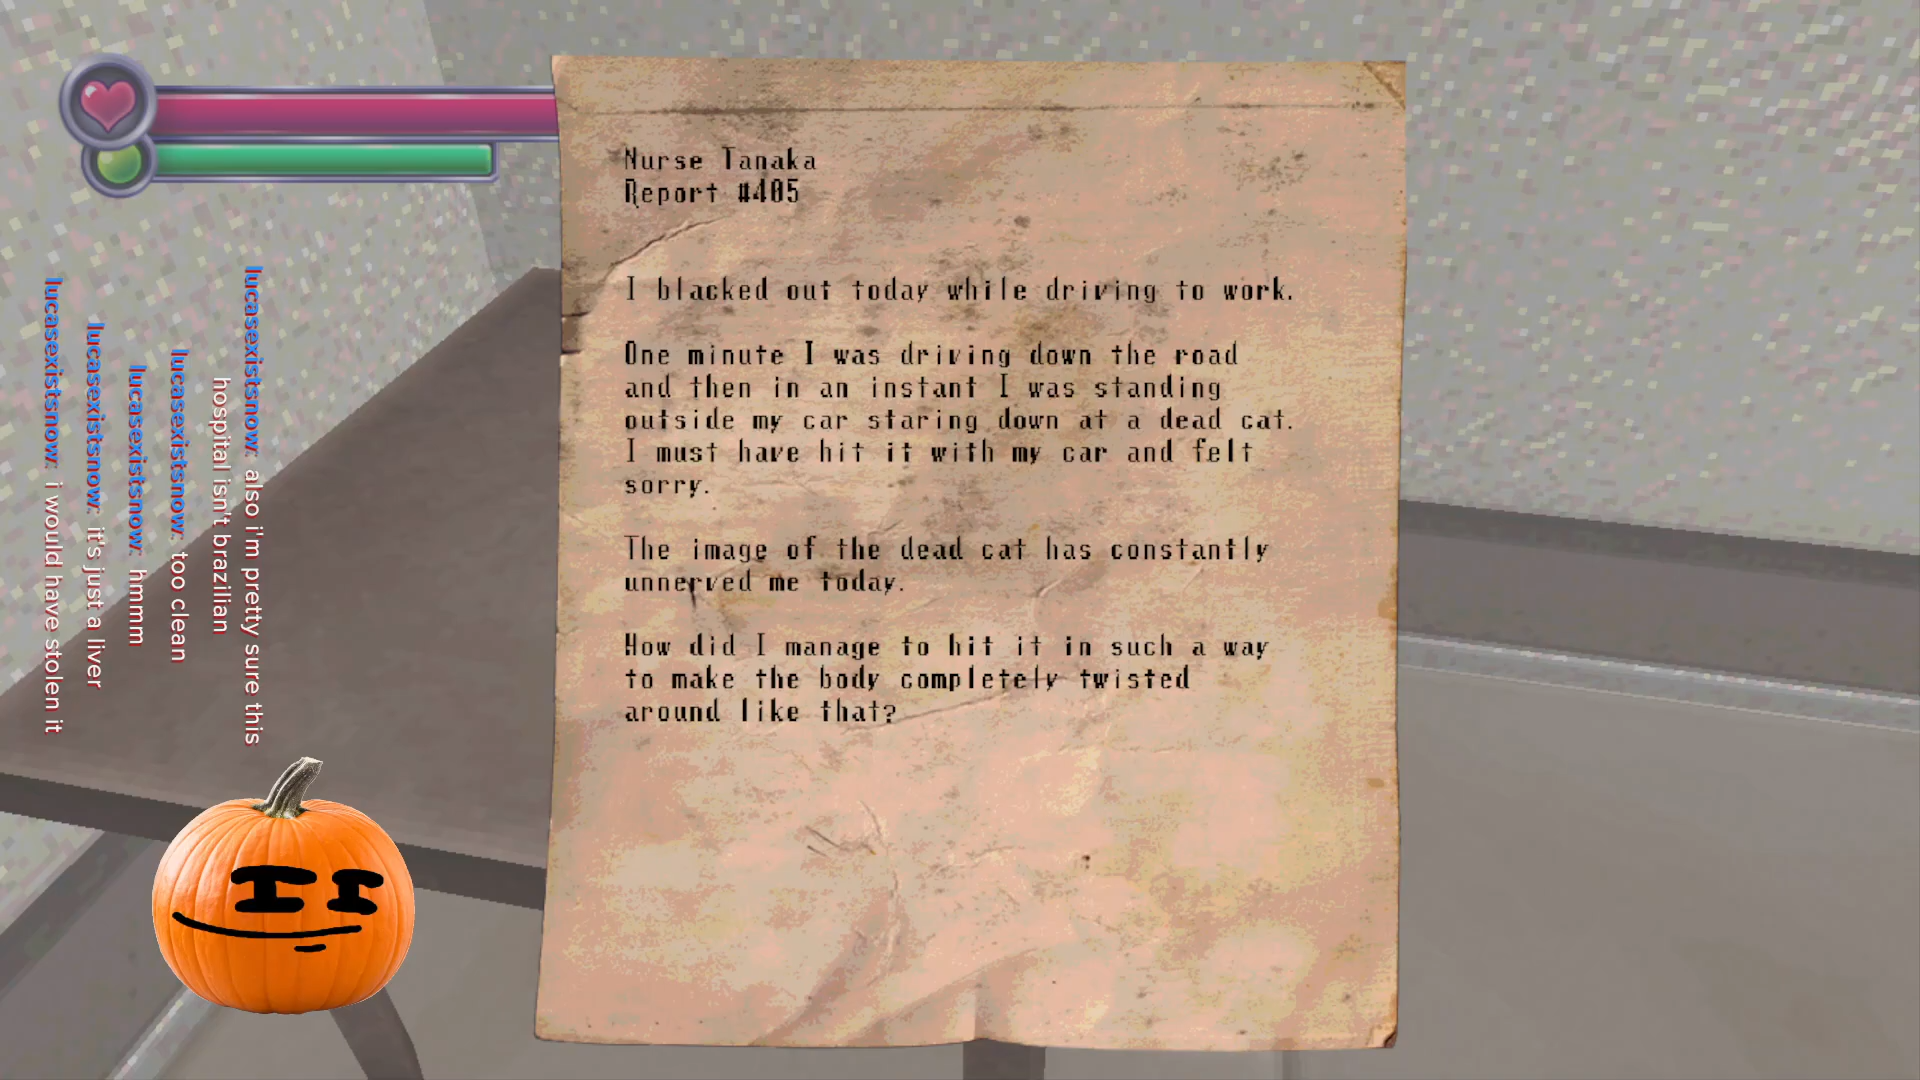 Nurse Tanaka
Report #405
I blacked out today while driving to work.
One minute I was driving down the road
and then in an instant I was standing
outside my car staring down at a dead cat.
I must have hit it with my car and felt
sorry.
The image of the dead cat has constantly
unnerved me today.
How did I manage to hit it in such a way
to make the body completely twisted
around like that?
lucasexistsnow: also i'm pretty sure this
hospital isn't brazilian
lucasexistsnow: too clean
lucasexistsnow: hmmm
lucasexistsnow: it's just a liver
lucasexistsnow: i would have stolen it